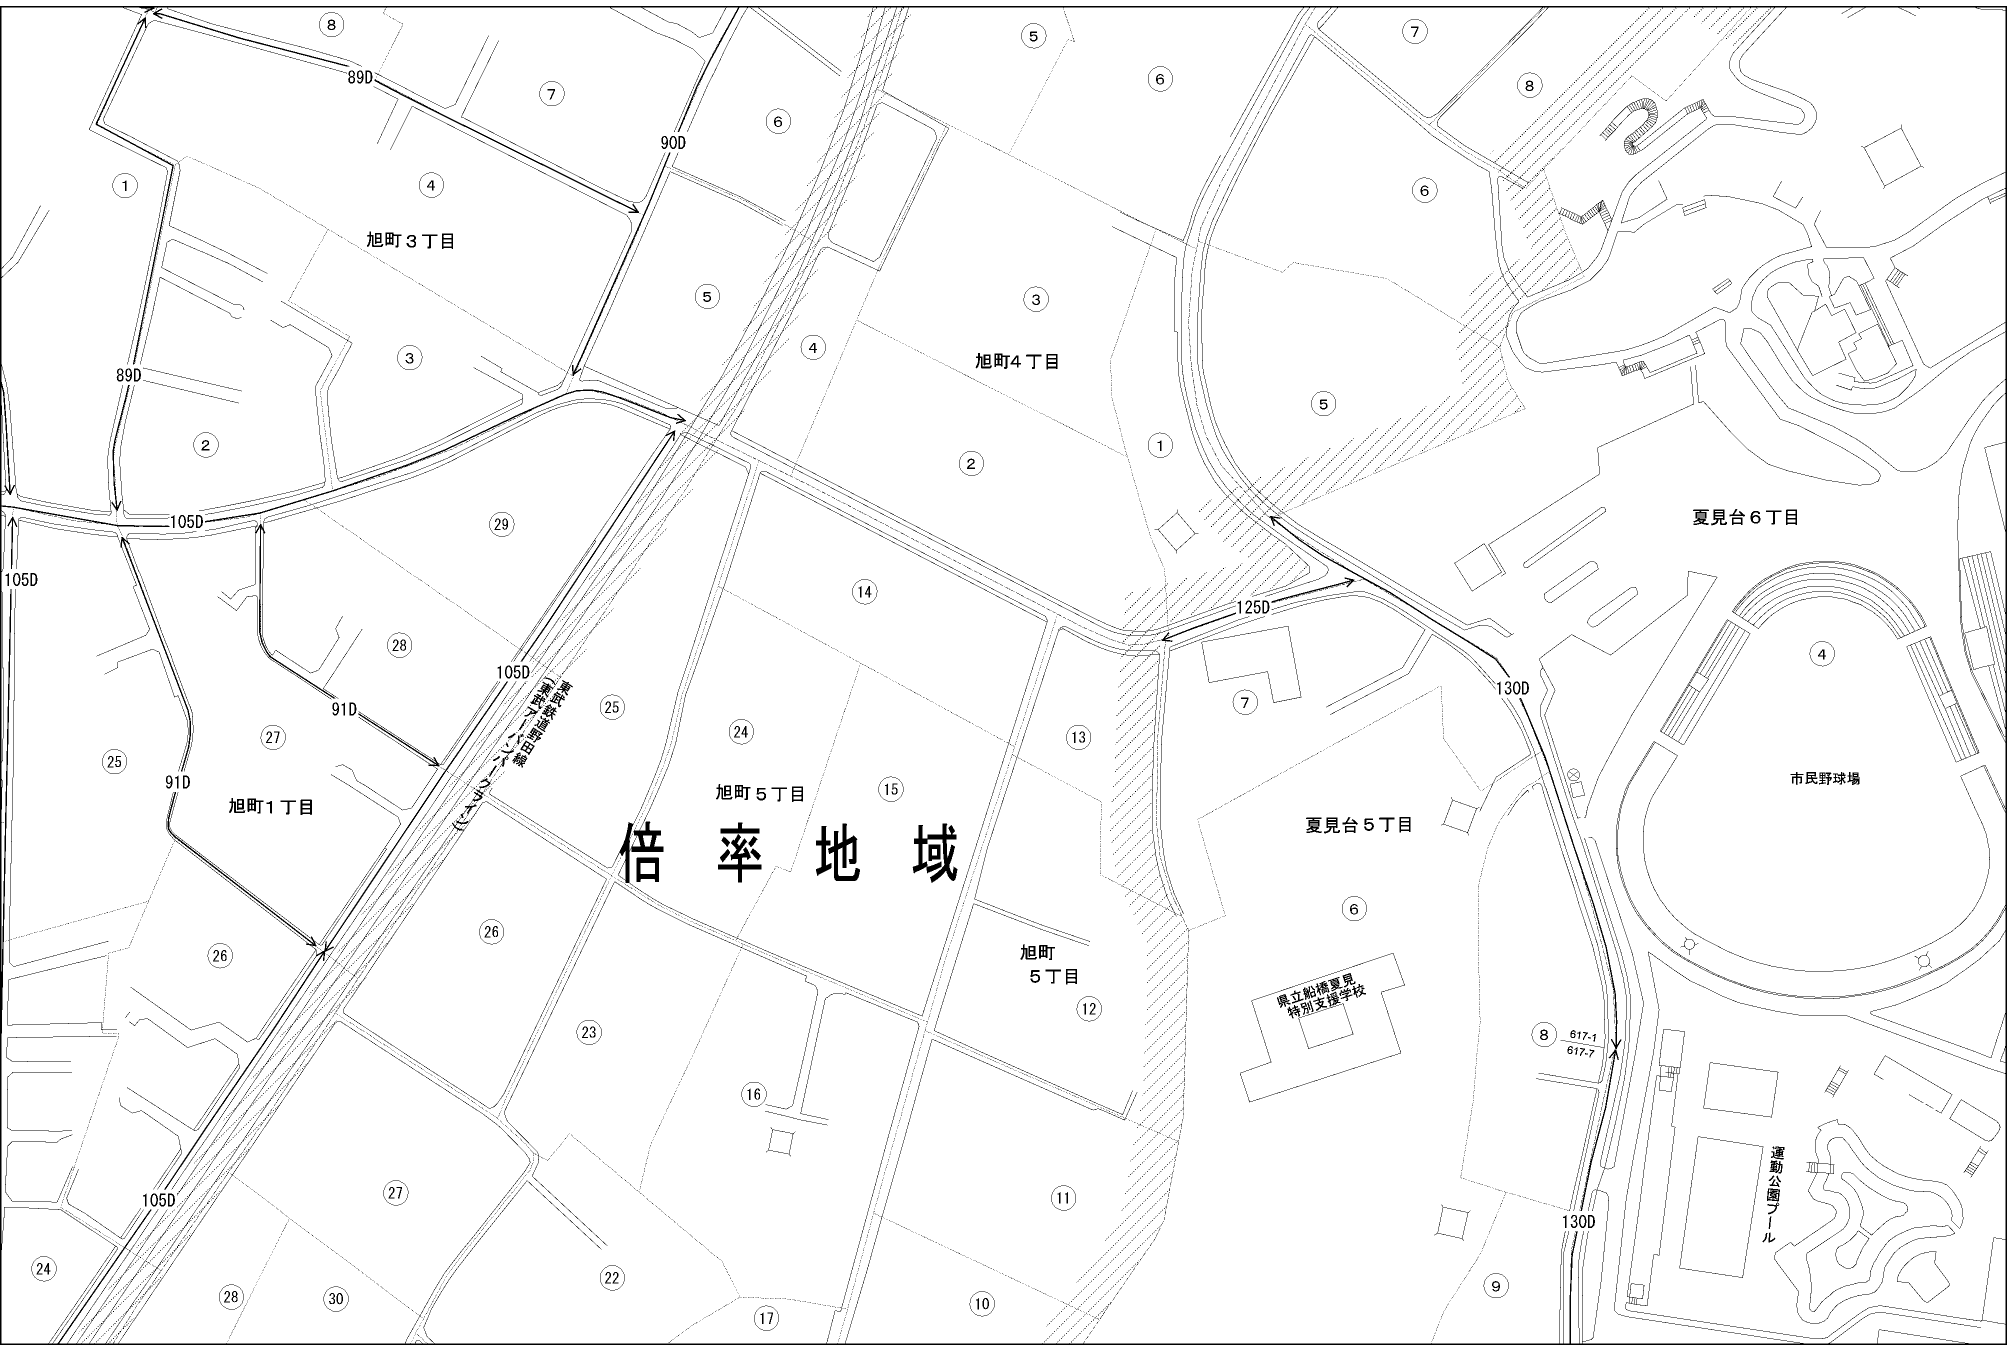 ⑧
⑤
⑦
89D
⑦
⑥
⑧
⑥
90D
①
④
⑥
旭町3丁目
⑤
③
④
旭町4丁目
③
89D
⑤
②
②
①
105D
㉙
夏見台6丁目
105D
⑭
125D
㉘
④
105D
130D
東武鉄道野田線
(東武アーバンパークライン)
91D
㉕
⑦
㉗
㉔
⑬
㉕
91D
市民野球場
旭町1丁目
旭町5丁目
⑮
夏見台5丁目
倍率地域
⑥
㉖
㉖
旭町
5丁目
県立船橋夏見
特別支援学校
⑫
㉓
⑧
617-1
617-7
⑯
運動公園プール
㉗
⑪
105D
130D
㉔
㉒
⑨
㉘
㉚
⑩
⑰